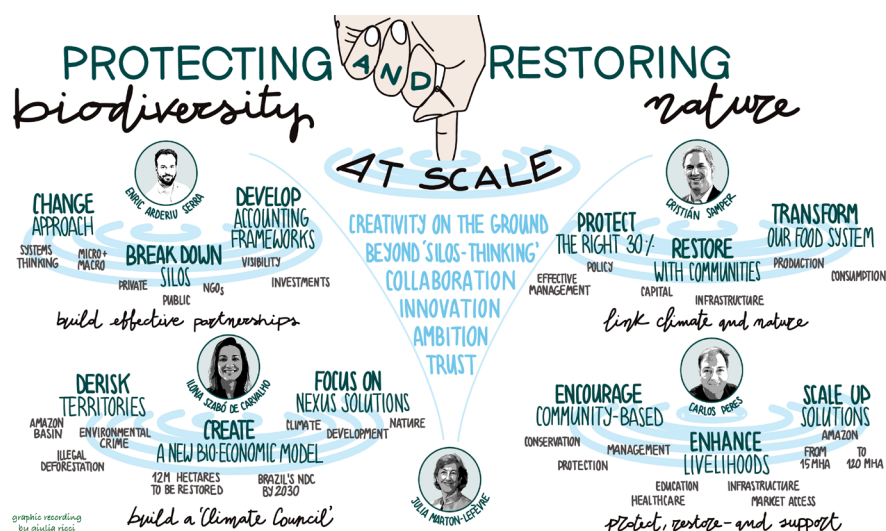 PROTECTING AND RESTORING
biodiversity
nature
4T SCALE
ENRIC ARDERIU SERRA
CHANGE
APPROACH
SYSTEMS
THINKING
MICRO+
MACRO
BREAK DOWN
SILOS
PRIVATE
PUBLIC
NGOs
DEVELOP
ACCOUNTING
FRAMEWORKS
VISIBILITY
INVESTMENTS
build effective partnerships
CREATIVITY ON THE GROUND
BEYOND 'SILOS-THINKING'
COLLABORATION
INNOVATION
AMBITION
TRUST
CRISTIÁN SAMPER
PROTECT
THE RIGHT 30%
EFFECTIVE
MANAGEMENT
POLICY
RESTORE
WITH COMMUNITIES
CAPITAL
INFRASTRUCTURE
TRANSFORM
OUR FOOD SYSTEM
PRODUCTION
CONSUMPTION
link climate and nature
ILONA SZABÓ DE CARVALHO
DERISK
TERRITORIES
AMAZON
BASIN
ENVIRONMENTAL
CRIME
ILLEGAL
DEFORESTATION
CREATE
A NEW BIO-ECONOMIC MODEL
12M HECTARES
TO BE RESTORED
BRAZIL'S NDC
BY 2030
FOCUS ON
NEXUS SOLUTIONS
CLIMATE
DEVELOPMENT
NATURE
build a 'Climate Council'
JULIA MARTON-LEFÈVRE
CARLOS PERES
ENCOURAGE
COMMUNITY-BASED
CONSERVATION
MANAGEMENT
PROTECTION
ENHANCE
LIVELIHOODS
EDUCATION
INFRASTRUCTURE
HEALTHCARE
MARKET ACCESS
SCALE UP
SOLUTIONS
AMAZON
FROM
15 MHA
TO
120 MHA
protect, restore- and support
graphic recording
by giulia ricci